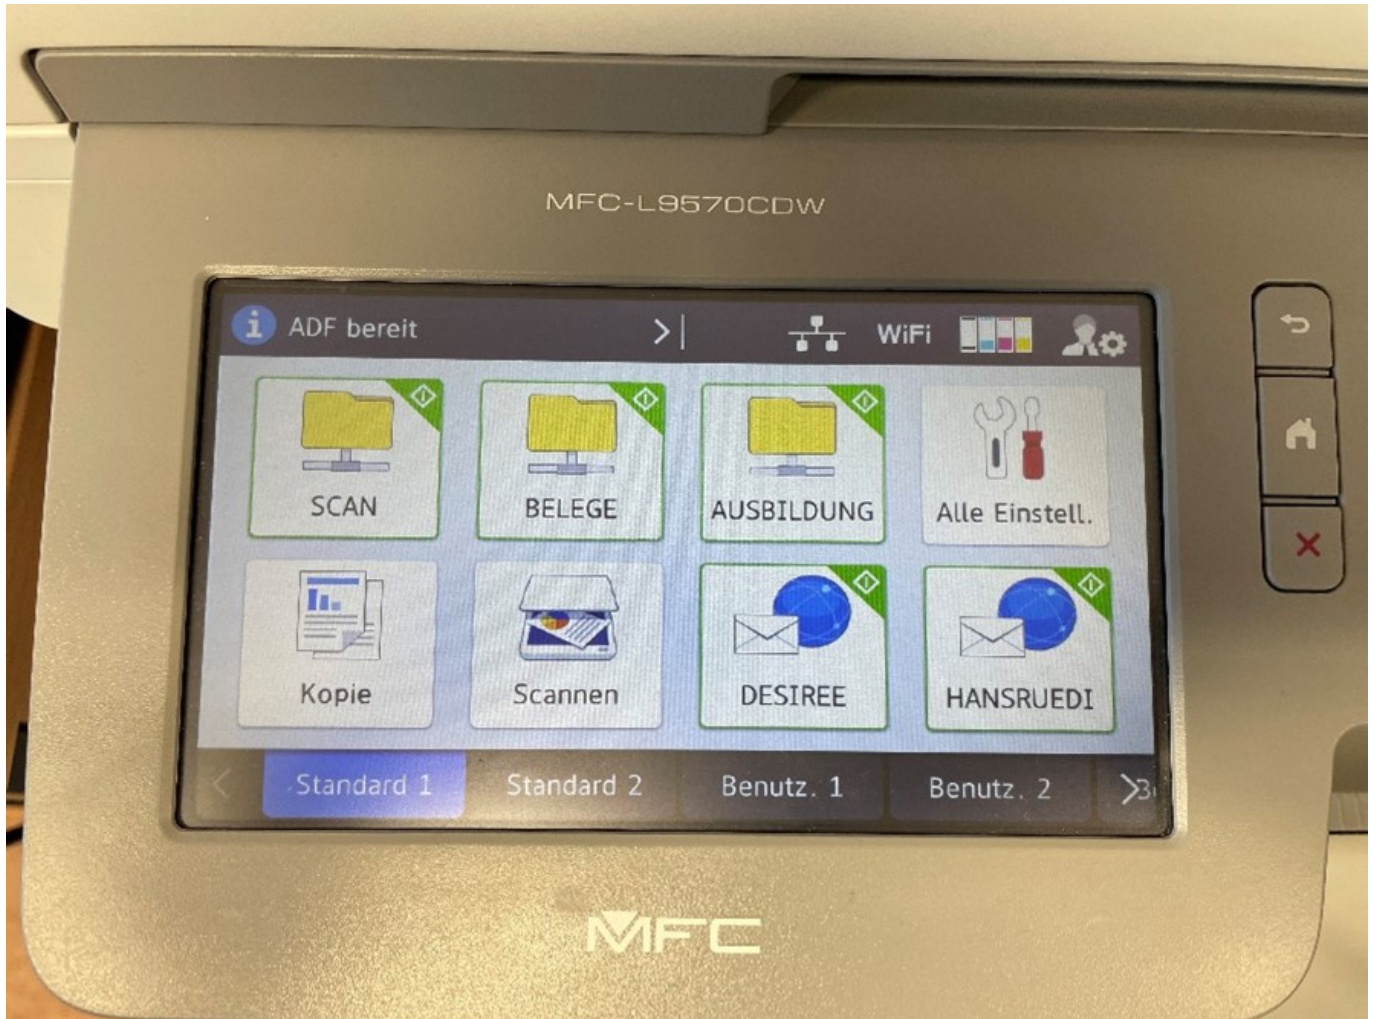 MFC-L9570CDW
ADF bereit
WiFi
SCAN
BELEGE
AUSBILDUNG
Alle Einstell.
Kopie
Scannen
DESIREE
HANSRUEDI
Standard 1
Standard 2
Benutz. 1
Benutz. 2
MFC